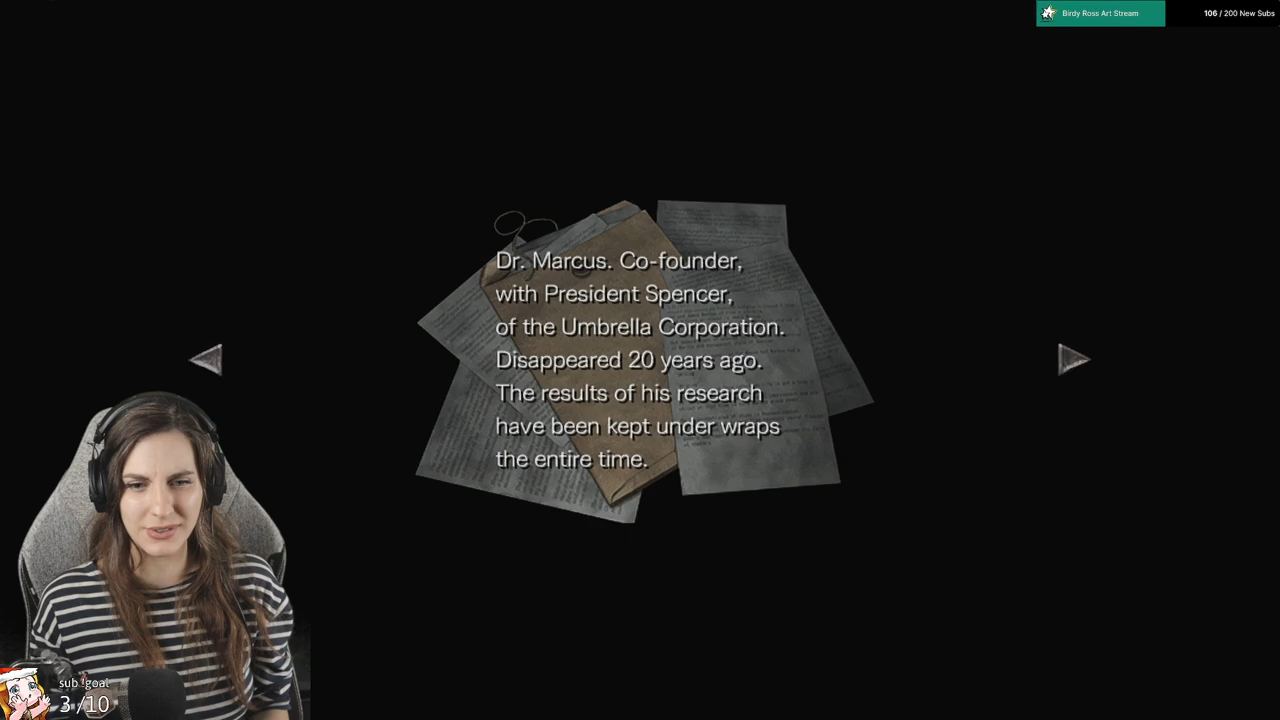 Birdy Ross Art Stream
106 / 200 New Subs
Dr. Marcus. Co-founder,
with President Spencer,
of the Umbrella Corporation.
Disappeared 20 years ago.
The results of his research
have been kept under wraps
the entire time.
sub goal
3 /10